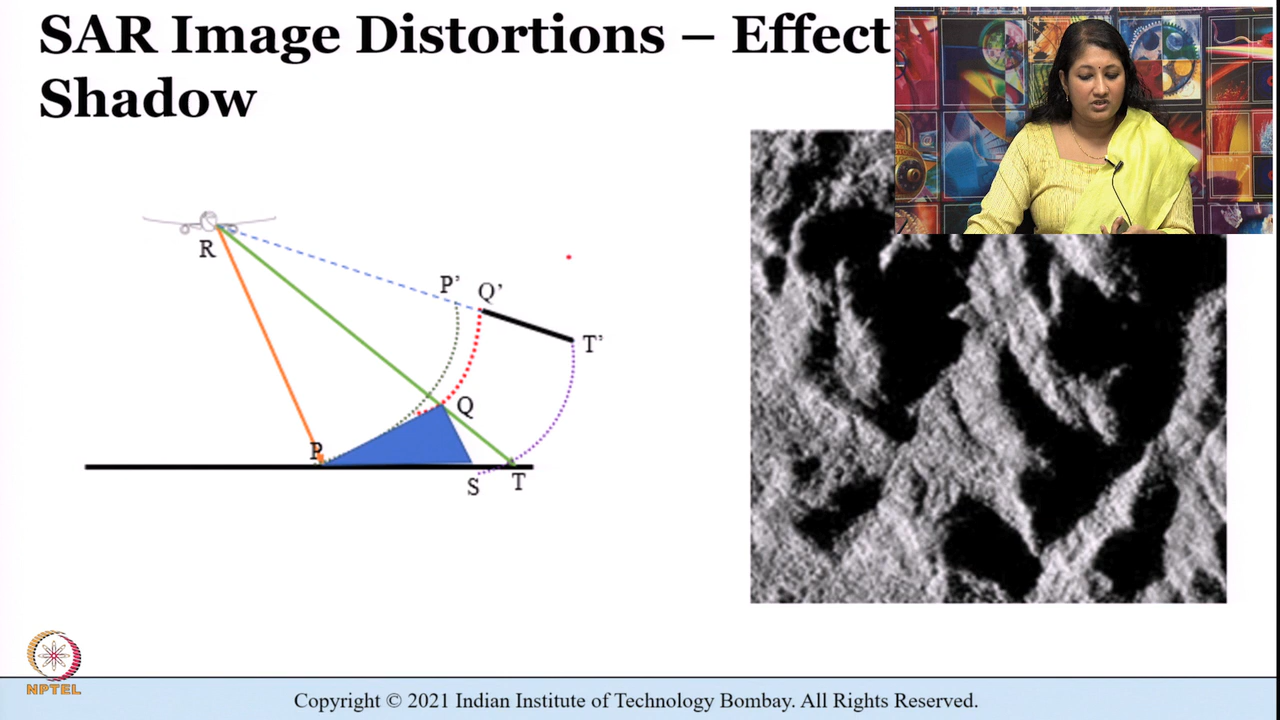 SAR Image Distortions – Effect
Shadow
R
P’
Q’
T’
Q
P
S
T
NPTEL
Copyright © 2021 Indian Institute of Technology Bombay. All Rights Reserved.